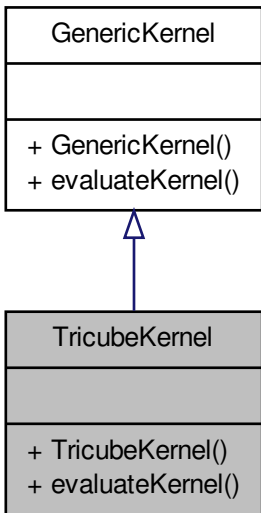 GenericKernel
+ GenericKernel()
+ evaluateKernel()
TricubeKernel
+ TricubeKernel()
+ evaluateKernel()